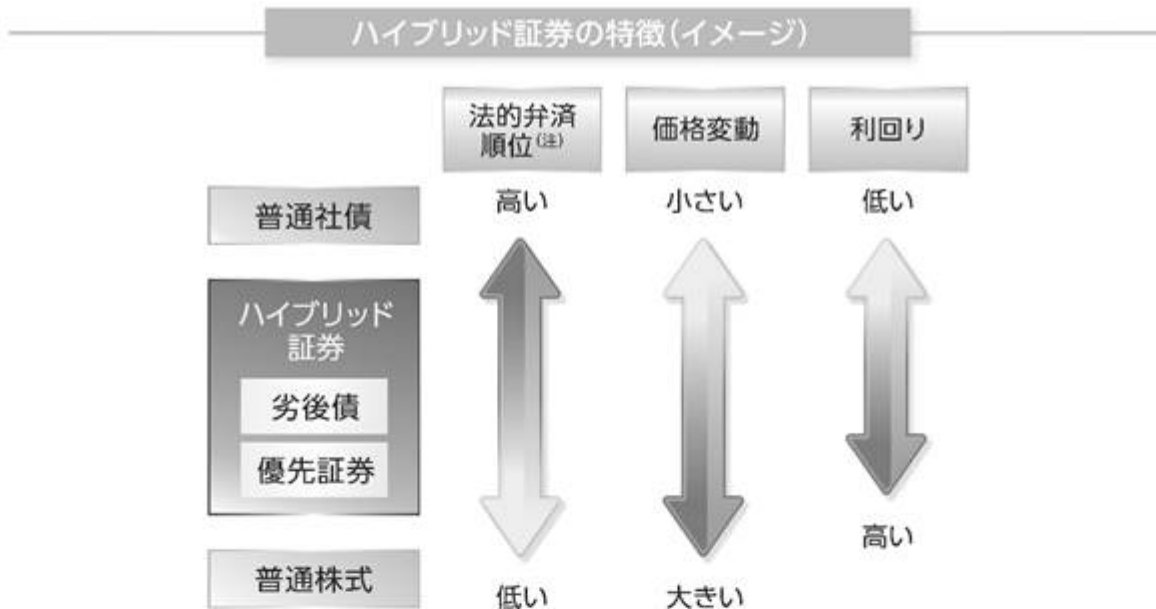 ハイブリッド証券の特徴(イメージ)
法的弁済
順位(注)
価格変動
利回り
普通社債
高い
小さい
低い
ハイブリッド
証券
劣後債
優先証券
高い
普通株式
低い
大きい